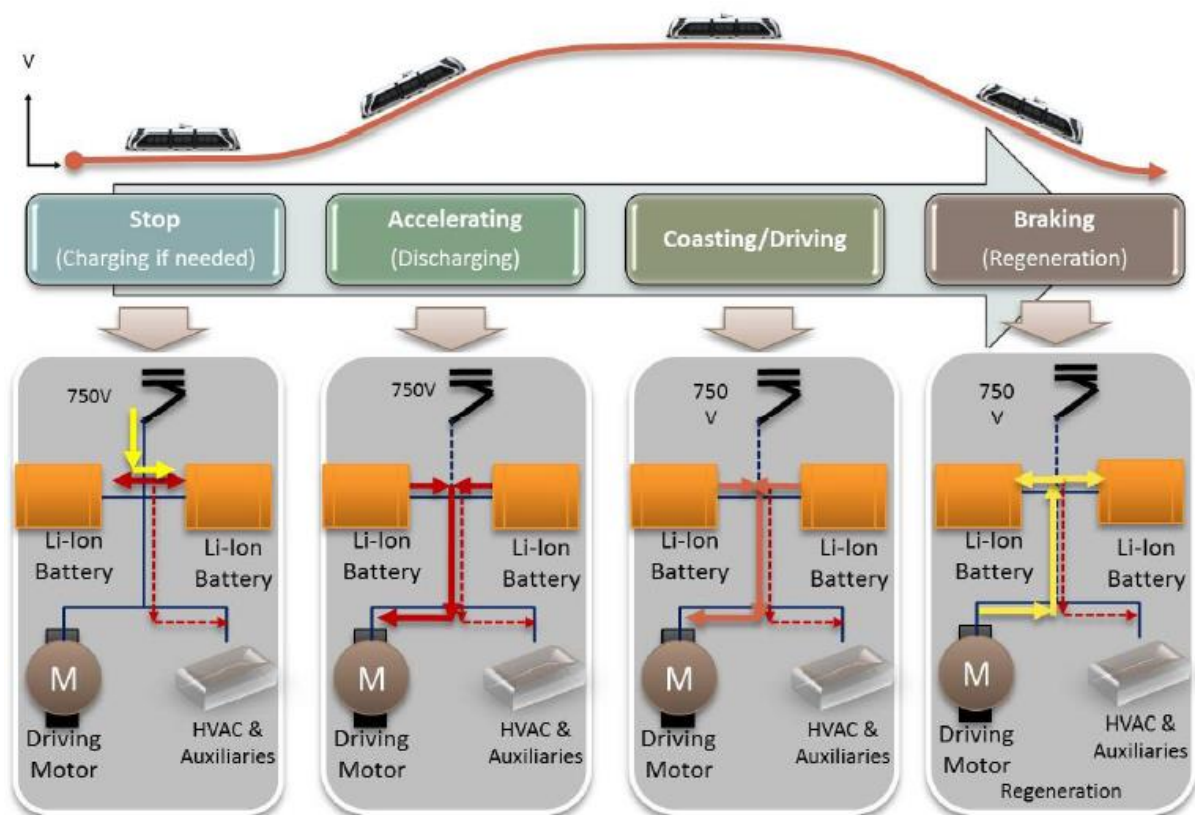 V
Stop
(Charging if needed)
Accelerating
(Discharging)
Coasting/Driving
Braking
(Regeneration)
750V
Li-Ion
Battery
Li-Ion
Battery
M
Driving
Motor
HVAC &
Auxiliaries
750V
Li-Ion
Battery
Li-Ion
Battery
M
Driving
Motor
HVAC &
Auxiliaries
750
V
Li-Ion
Battery
Li-Ion
Battery
M
Driving
Motor
HVAC &
Auxiliaries
750
V
Li-Ion
Battery
Li-Ion
Battery
M
Driving
Motor
HVAC &
Auxiliaries
Regeneration